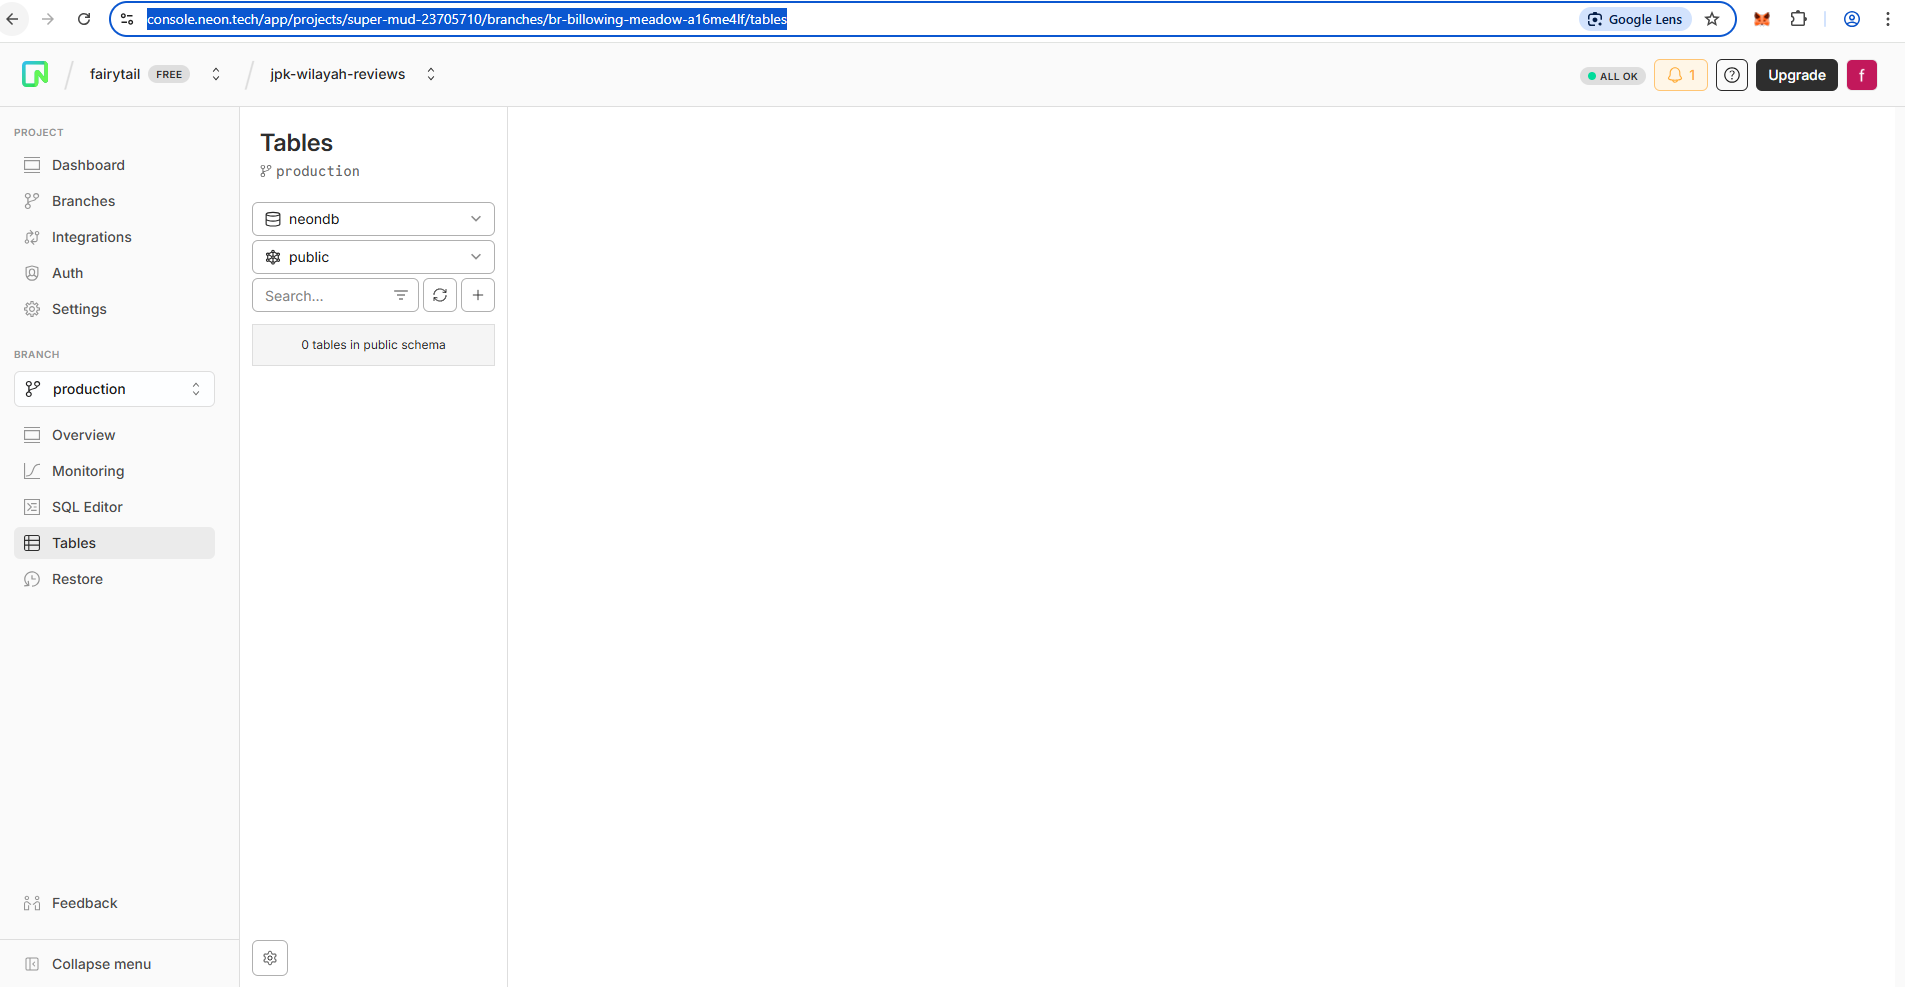 console.neon.tech/app/projects/super-mud-23705710/branches/br-billowing-meadow-a16me4lf/tables
Google Lens
fairytail FREE
jpk-wilayah-reviews
ALL OK
1
Upgrade
f
PROJECT
Dashboard
Branches
Integrations
Auth
Settings
BRANCH
production
Overview
Monitoring
SQL Editor
Tables
Restore
Feedback
Collapse menu
Tables
production
neondb
public
Search...
0 tables in public schema